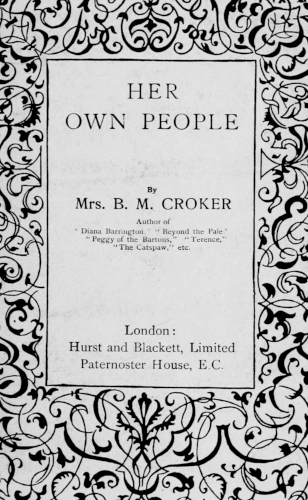 HER
OWN PEOPLE
By
Mrs. B. M. CROKER
Author of
'Diana Barrington,' "Beyond the Pale'
"Peggy of the Bartons," "Terence,"
"The Catspaw," etc.
London:
Hurst and Blackett, Limited
Paternoster House, E.C.